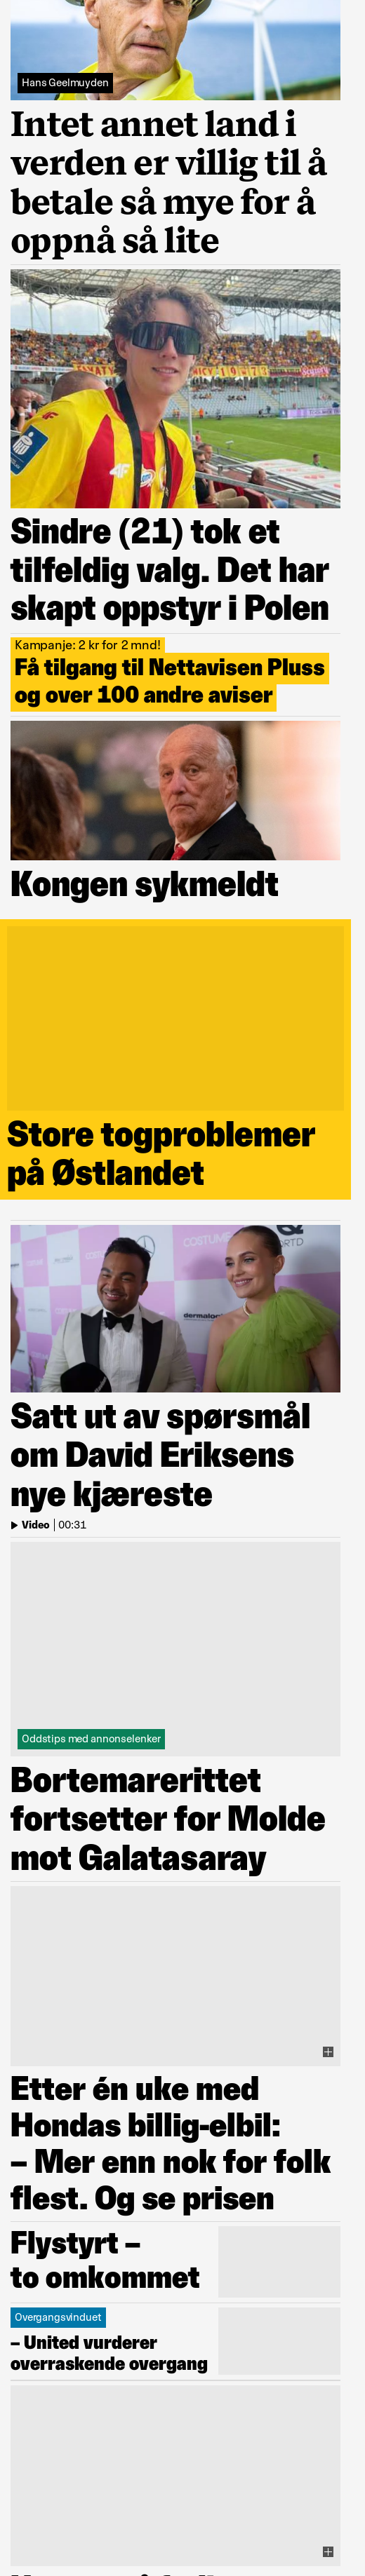 Hans Geelmuyden
Intet annet land i
verden er villig til å
betale så mye for å
oppnå så lite
Sindre (21) tok et
tilfeldig valg. Det har
skapt oppstyr i Polen
Kampanje: 2 kr for 2 mnd!
Få tilgang til Nettavisen Pluss
og over 100 andre aviser
Kongen sykmeldt
Store togproblemer
på Østlandet
Satt ut av spørsmål
om David Eriksens
nye kjæreste
Video | 00:31
Oddstips med annonselenker
Bortemarerittet
fortsetter for Molde
mot Galatasaray
Etter én uke med
Hondas billig-elbil:
– Mer enn nok for folk
flest. Og se prisen
Flystyrt –
to omkommet
Overgangsvinduet
– United vurderer
overraskende overgang